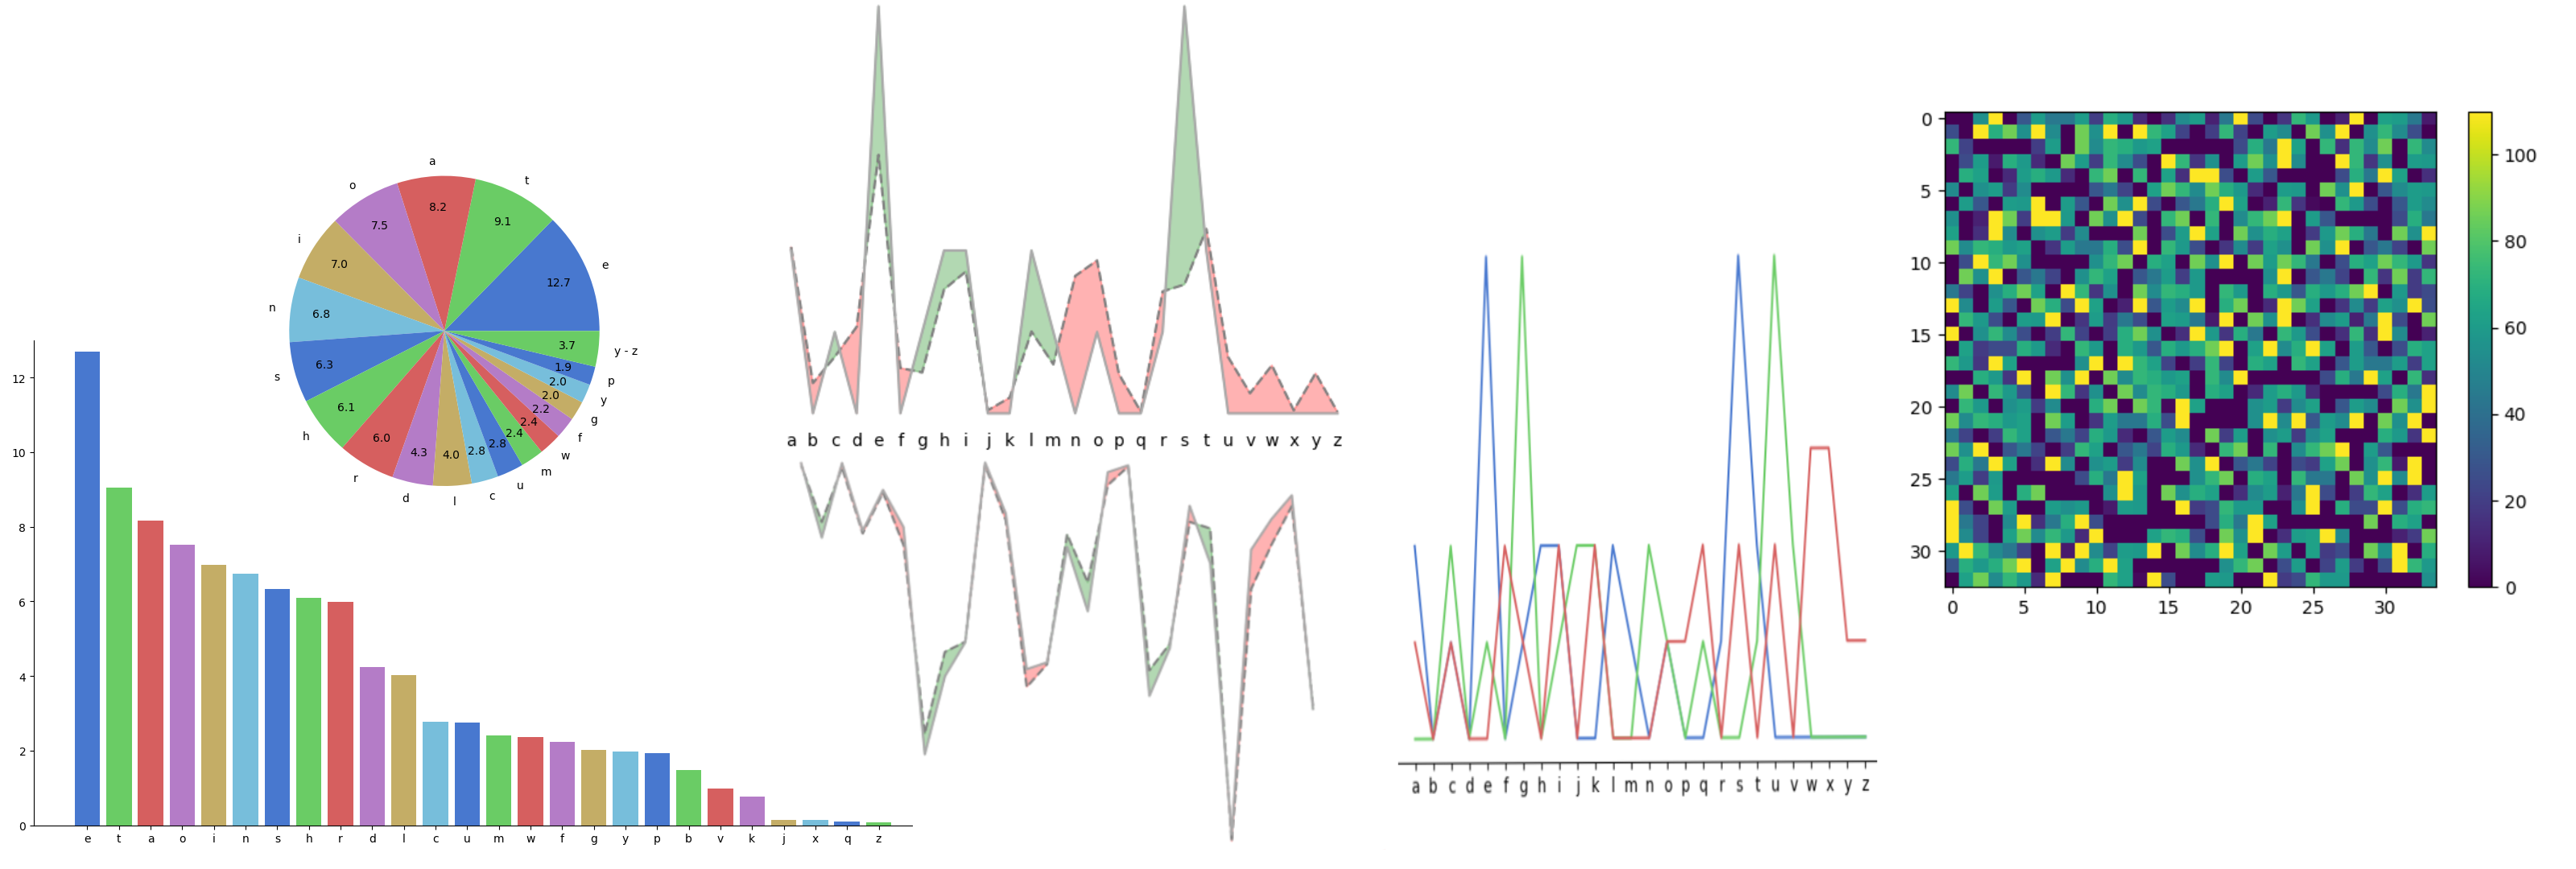 12
10
8
6
4
2
0
e t a o i n s h r d l c u m w f g y p b v k j x q z
a
t
o
8.2
9.1
7.5
i
e
7.0
12.7
n
6.8
3.7
y - z
6.3
1.9
s
2.0
p
2.0
y
6.1
2.2
g
h
2.4
f
6.0
2.4
w
4.3
4.0
2.8
2.8
m
r
u
d
l
c
a b c d e f g h i j k l m n o p q r s t u v w x y z
a b c d e f g h i j k l m n o p q r s t u v w x y z
0
5
10
15
20
25
30
0 5 10 15 20 25 30
100
80
60
40
20
0